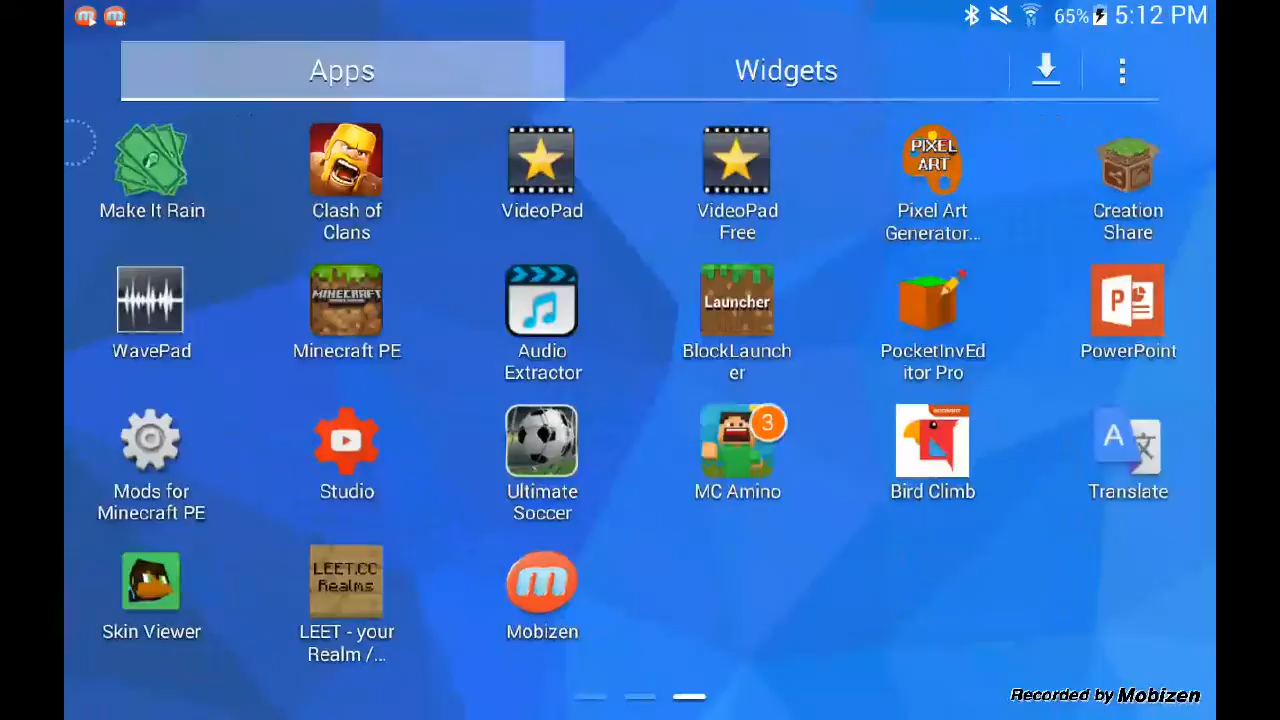 65% 5:12 PM
Apps Widgets
PIXEL
ART
Make It Rain
Clash of
Clans
VideoPad
VideoPad
Free
Pixel Art
Generator...
Creation
Share
MINECRAFT
Launcher
P
WavePad
Minecraft PE
Audio
Extractor
BlockLaunch
er
PocketInvEd
itor Pro
PowerPoint
3
A 文
Mods for
Minecraft PE
Studio
Ultimate
Soccer
MC Amino
Bird Climb
Translate
LEET.CC
Realms
m
Skin Viewer
LEET - your
Realm /...
Mobizen
Recorded by Mobizen